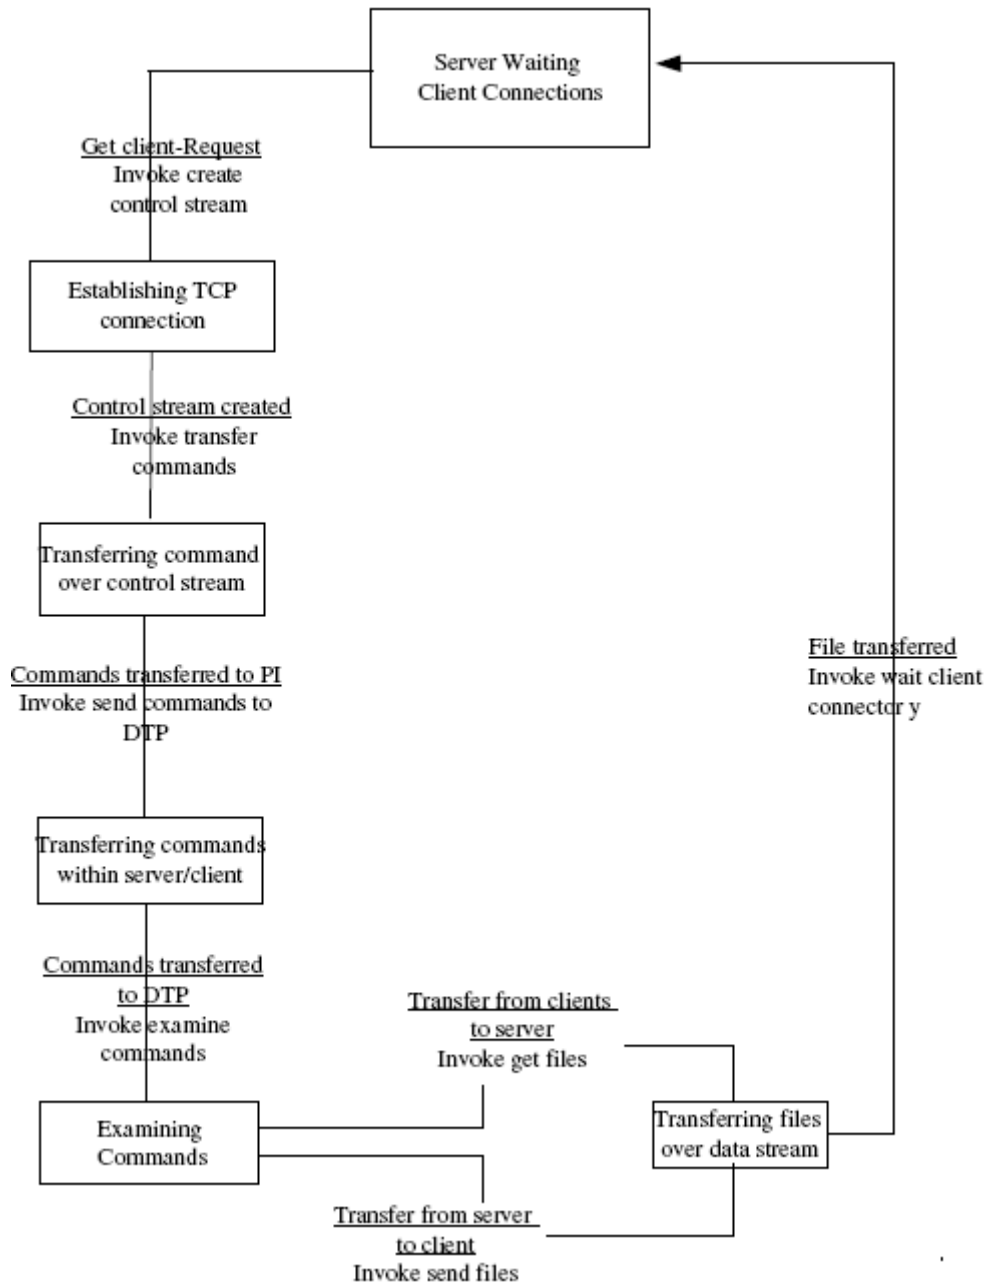 Server Waiting
Client Connections
Get client-Request
Invoke create
control stream
Establishing TCP
connection
Control stream created
Invoke transfer
commands
Transferring command
over control stream
Commands transferred to PI
Invoke send commands to
DTP
File transferred
Invoke wait client
connector y
Transferring commands
within server/client
Commands transferred
to DTP
Invoke examine
commands
Transfer from clients
to server
Invoke get files
Examining
Commands
Transferring files
over data stream
Transfer from server
to client
Invoke send files